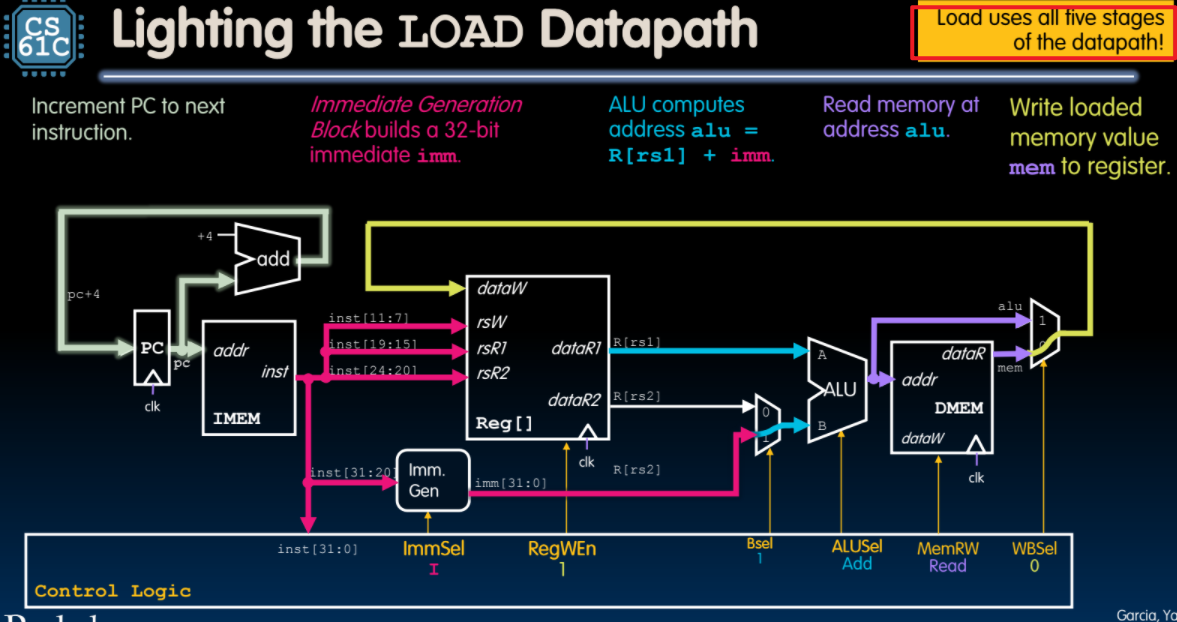 CS
61C
Lighting the LOAD Datapath
Load uses all five stages
of the datapath!
Increment PC to next
instruction.
Immediate Generation
Block builds a 32-bit
immediate imm.
ALU computes
address alu =
R[rs1] + imm.
Read memory at
address alu.
Write loaded
memory value
mem to register.
+4
add
pc+4
PC
pc
clk
addr
inst
IMEM
inst[11:7]
inst[19:15]
inst[24:20]
dataW
rsW
rsR1
rsR2
dataR1
dataR2
Reg[]
clk
R[rs1]
R[rs2]
R[rs2]
inst[31:20]
Imm.
Gen
imm[31:0]
0
1
A
B
ALU
alu
addr
dataR
DMEM
dataW
clk
mem
1
0
inst[31:0]
ImmSel
I
RegWEn
1
Bsel
1
ALUSel
Add
MemRW
Read
WBSel
0
Control Logic
Garcia, Yo